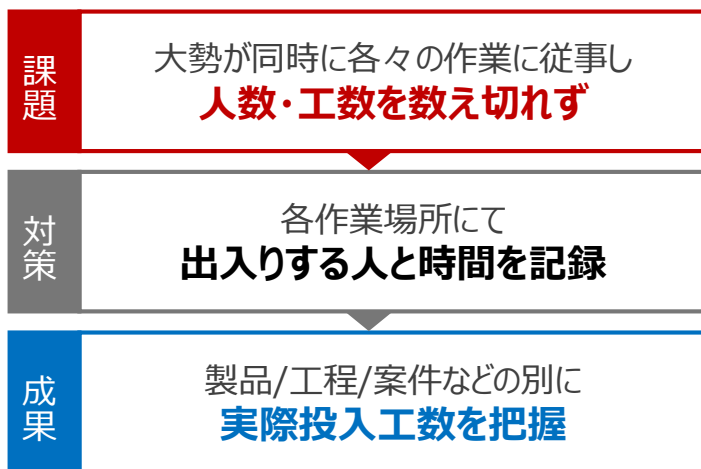 課題
大勢が同時に各々の作業に従事し
人数・工数を数え切れず
対策
各作業場所にて
出入りする人と時間を記録
成果
製品/工程/案件などの別に
実際投入工数を把握